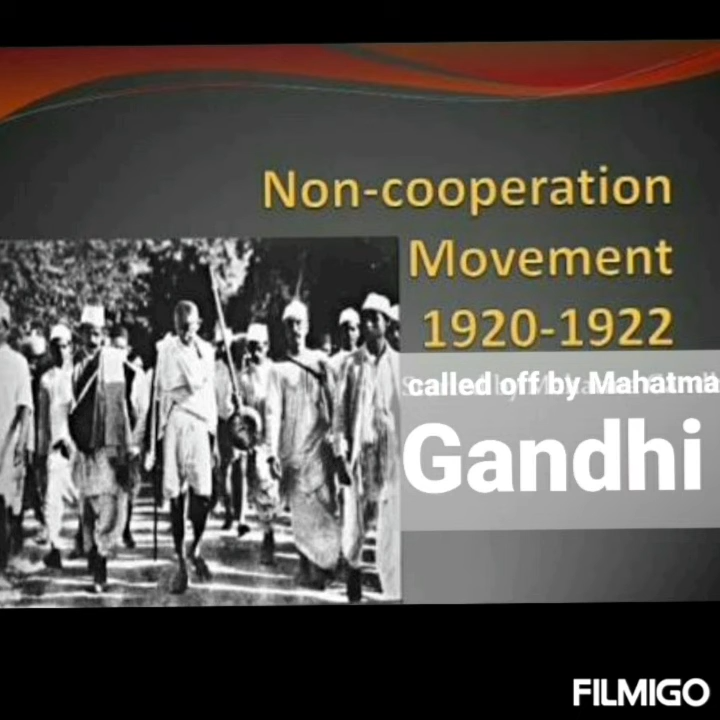 Non-cooperation
Movement
1920-1922
called off by Mahatma
Gandhi
FILMIGO